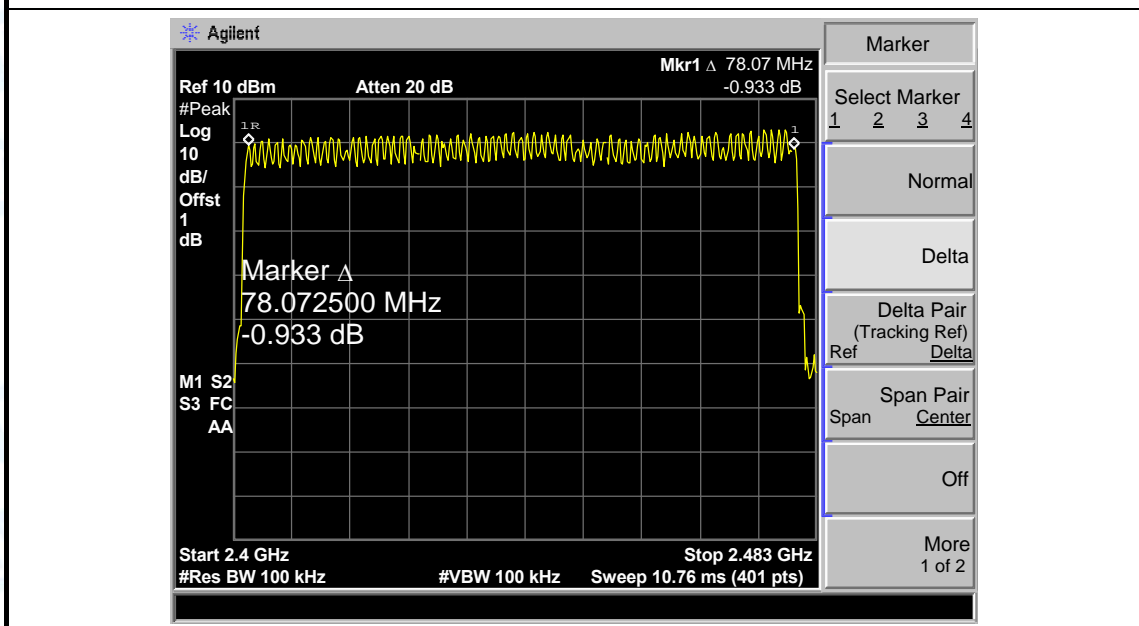 Agilent
Marker
Mkr1 Δ 78.07 MHz
Ref 10 dBm Atten 20 dB -0.933 dB
#Peak
Log
10
dB/
Offst
1
dB
1R
1
Marker Δ
78.072500 MHz
-0.933 dB
M1 S2
S3 FC
AA
Start 2.4 GHz Stop 2.483 GHz
#Res BW 100 kHz #VBW 100 kHz Sweep 10.76 ms (401 pts)
Select Marker
1 2 3 4
Normal
Delta
Delta Pair
(Tracking Ref)
Ref Delta
Span Pair
Span Center
Off
More
1 of 2